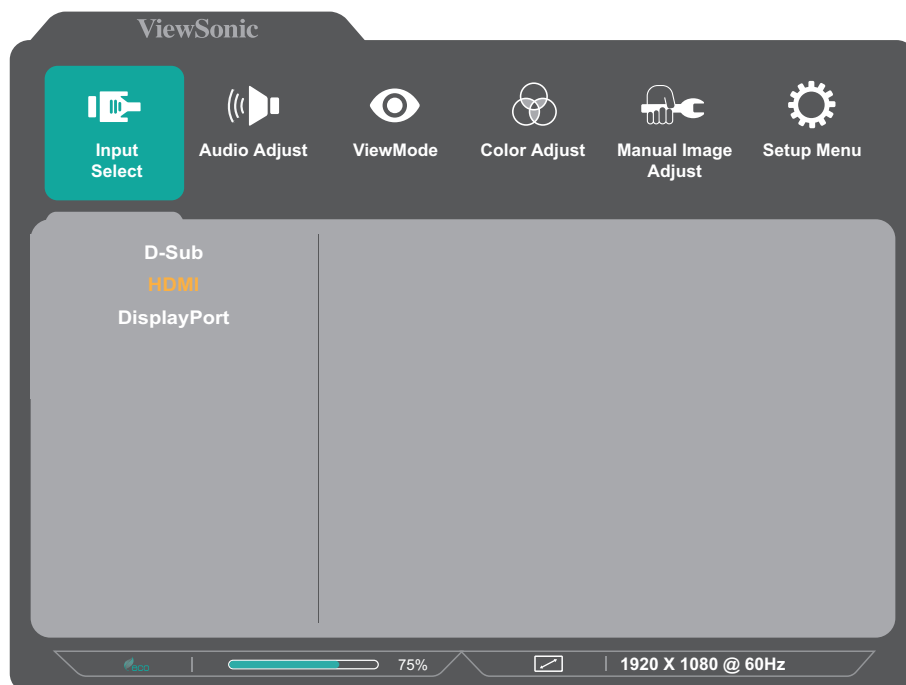 ViewSonic
Input
Select
Audio Adjust
ViewMode
Color Adjust
Manual Image
Adjust
Setup Menu
D-Sub
HDMI
DisplayPort
eco
75%
1920 X 1080 @ 60Hz